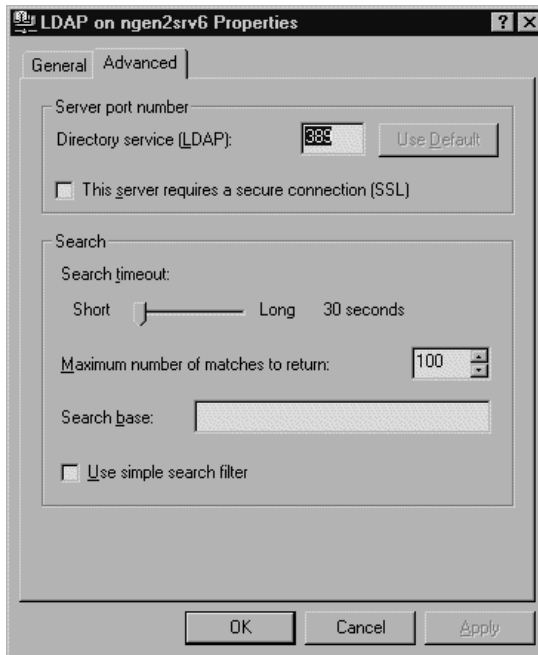 LDAP on ngen2srv6 Properties
General
Advanced
Server port number
Directory service (LDAP):
389
Use Default
This server requires a secure connection (SSL)
Search
Search timeout:
Short
Long
30 seconds
Maximum number of matches to return:
100
Search base:
Use simple search filter
OK
Cancel
Apply